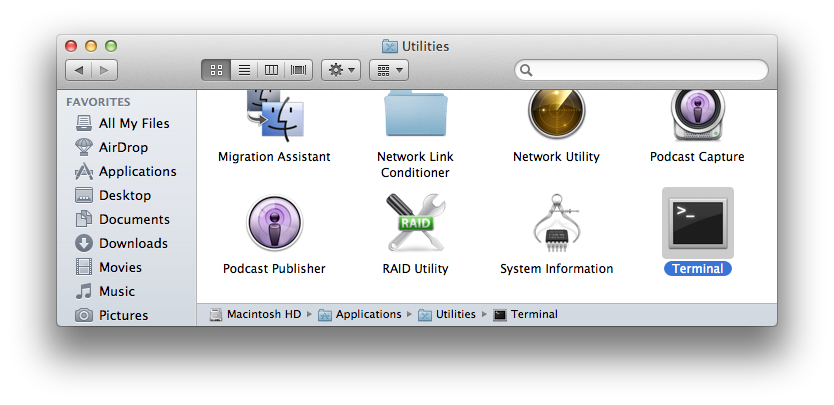 Utilities
FAVORITES
All My Files
AirDrop
Applications
Desktop
Documents
Downloads
Movies
Music
Pictures
Migration Assistant
Network Link
Conditioner
Network Utility
Podcast Capture
Podcast Publisher
RAID
RAID Utility
System Information
>_
Terminal
Macintosh HD ▸ Applications ▸ Utilities ▸ Terminal